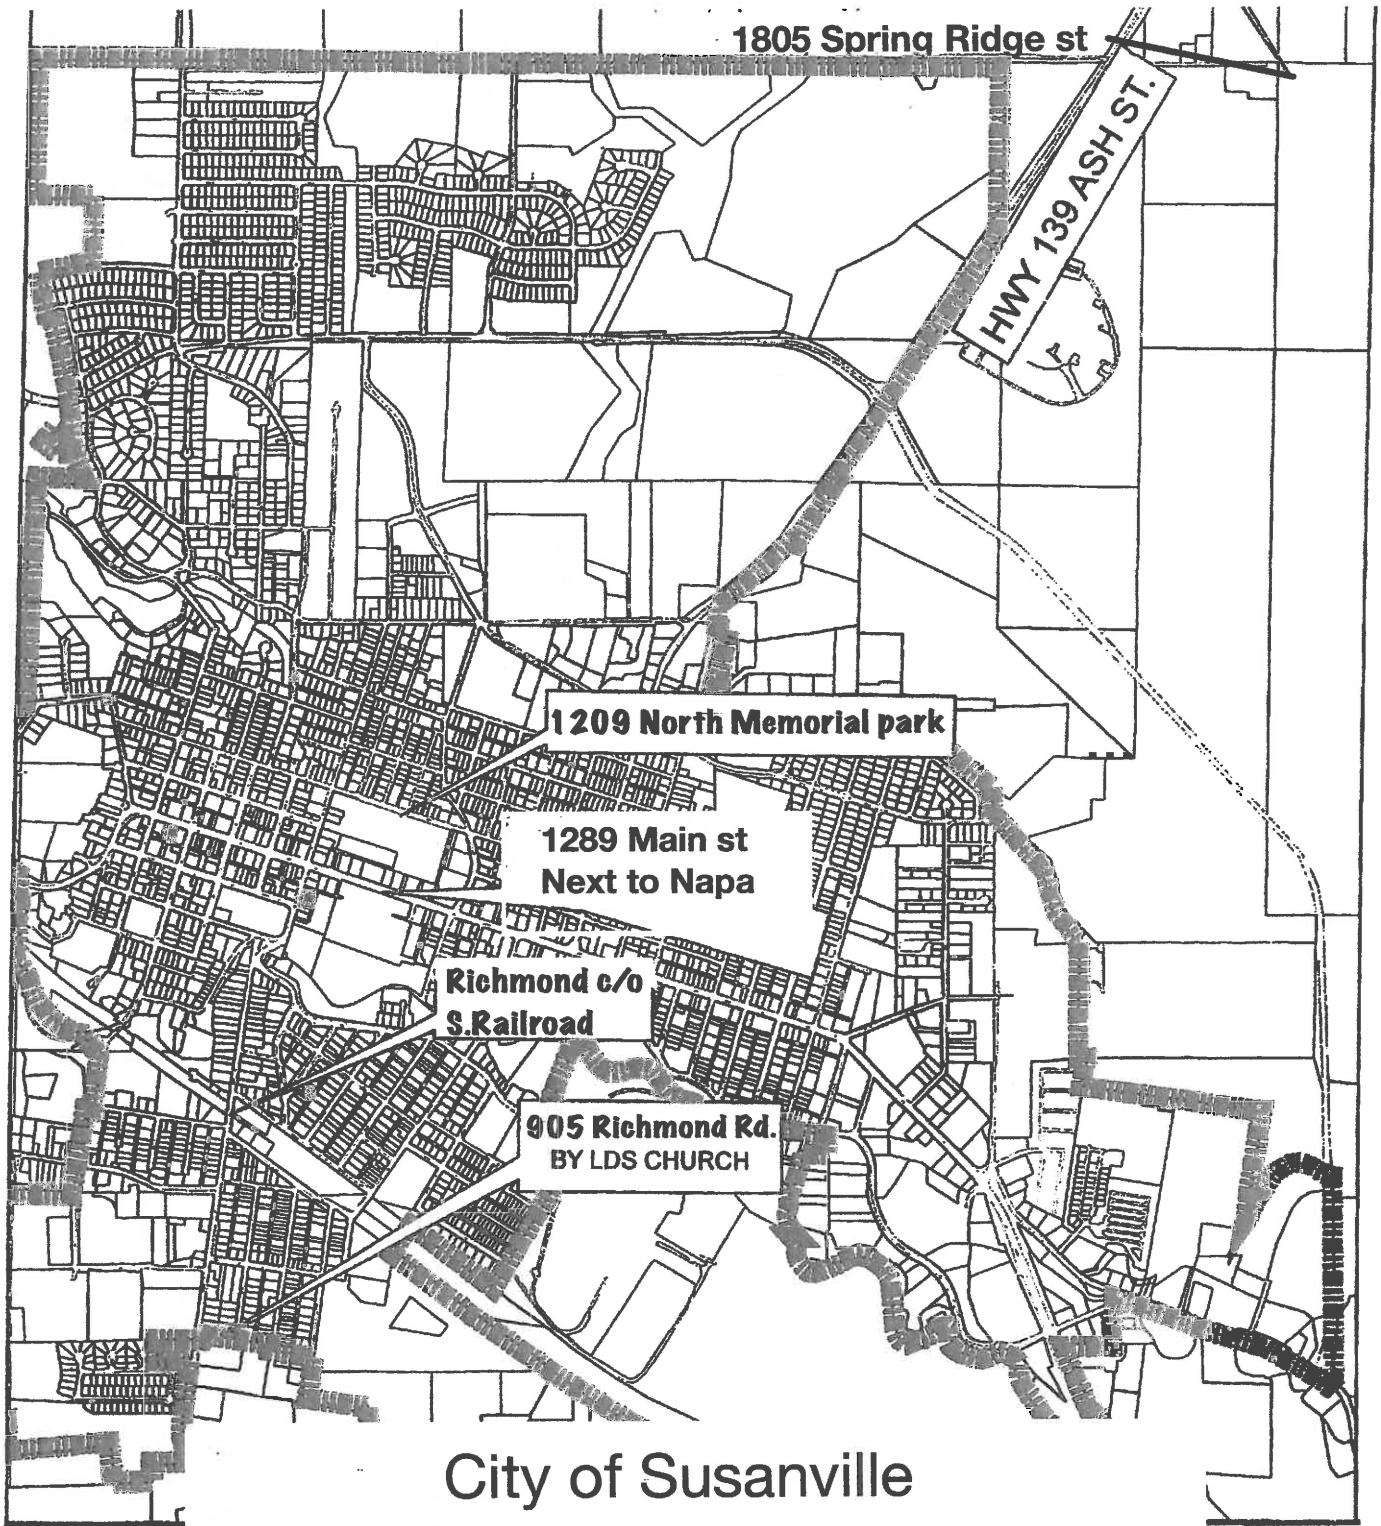 1805 Spring Ridge st
HWY 139 ASH ST.
1209 North Memorial park
1289 Main st
Next to Napa
Richmond c/o
S.Railroad
905 Richmond Rd.
BY LDS CHURCH
City of Susanville